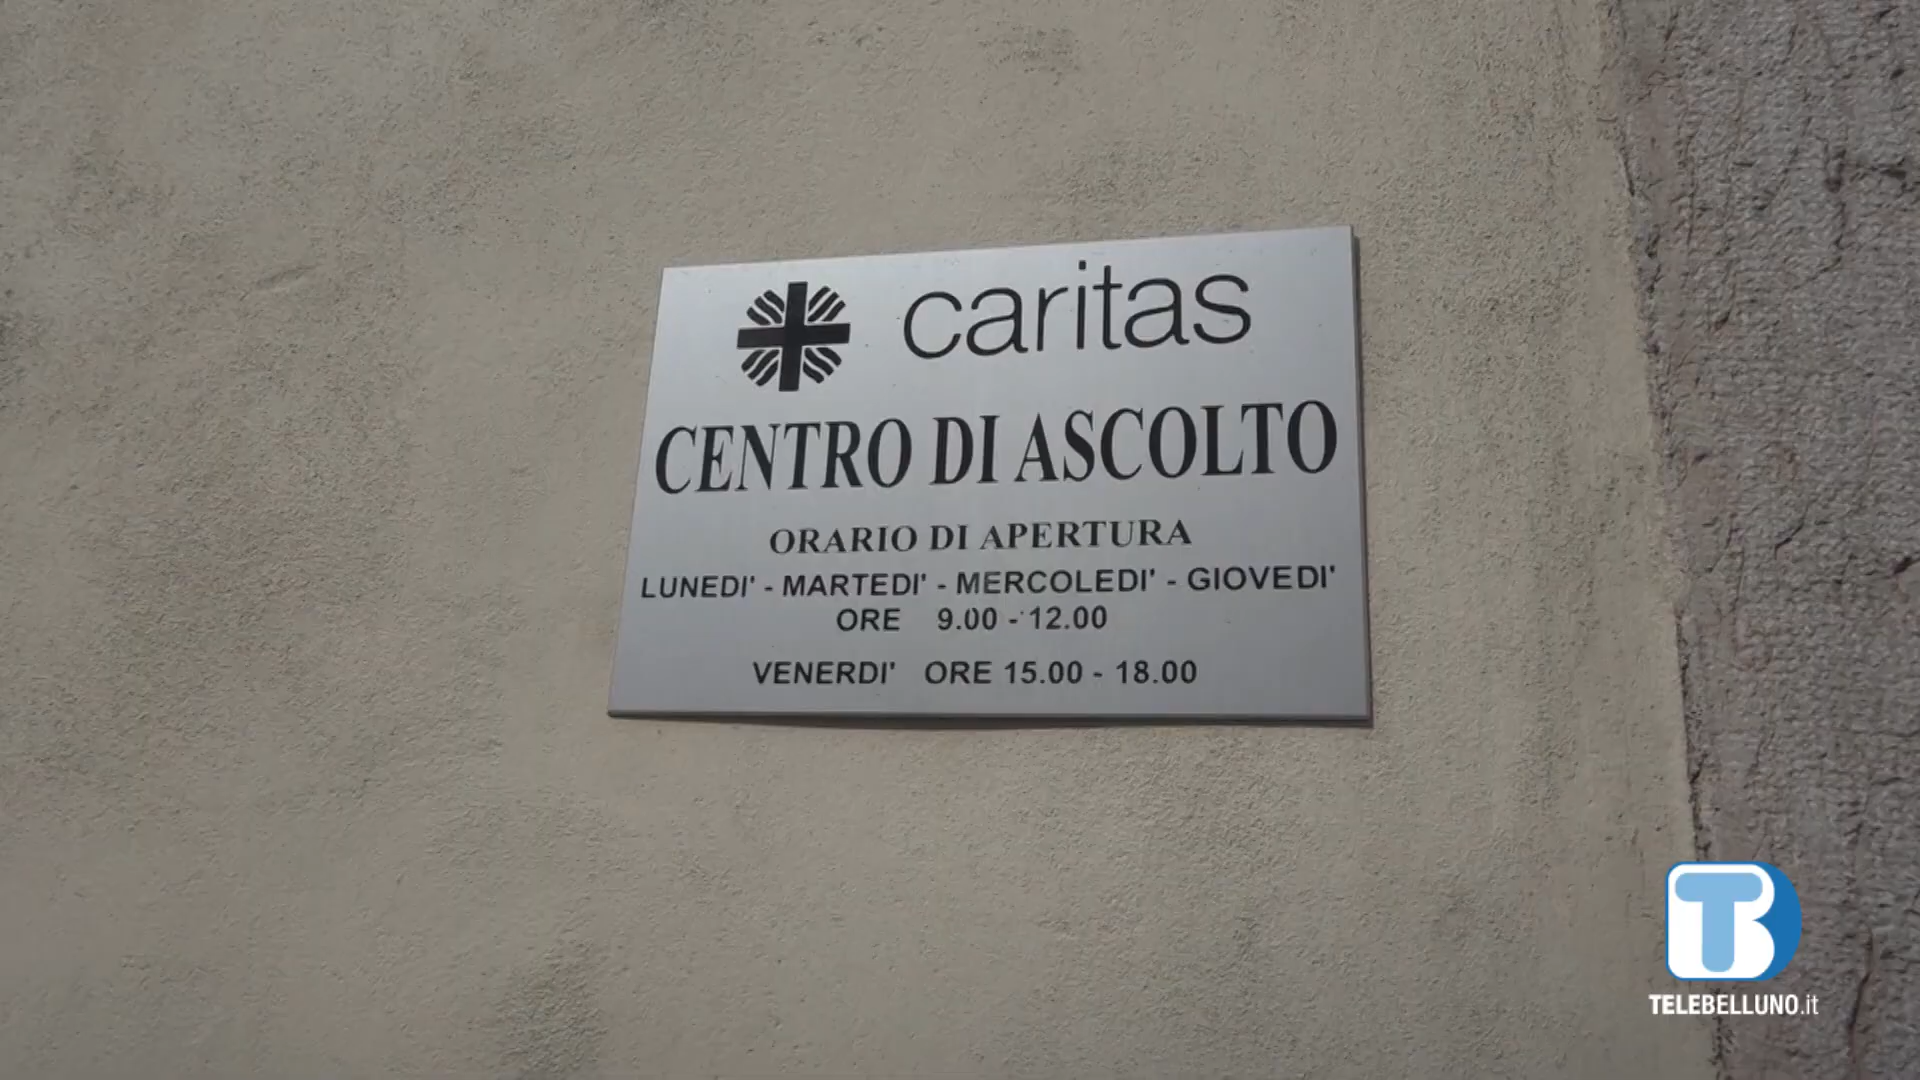 caritas
CENTRO DI ASCOLTO
ORARIO DI APERTURA
LUNEDI' - MARTEDI' - MERCOLEDI' - GIOVEDI'
ORE 9.00 - 12.00
VENERDI' ORE 15.00 - 18.00
TB
TELEBELLUNO.it